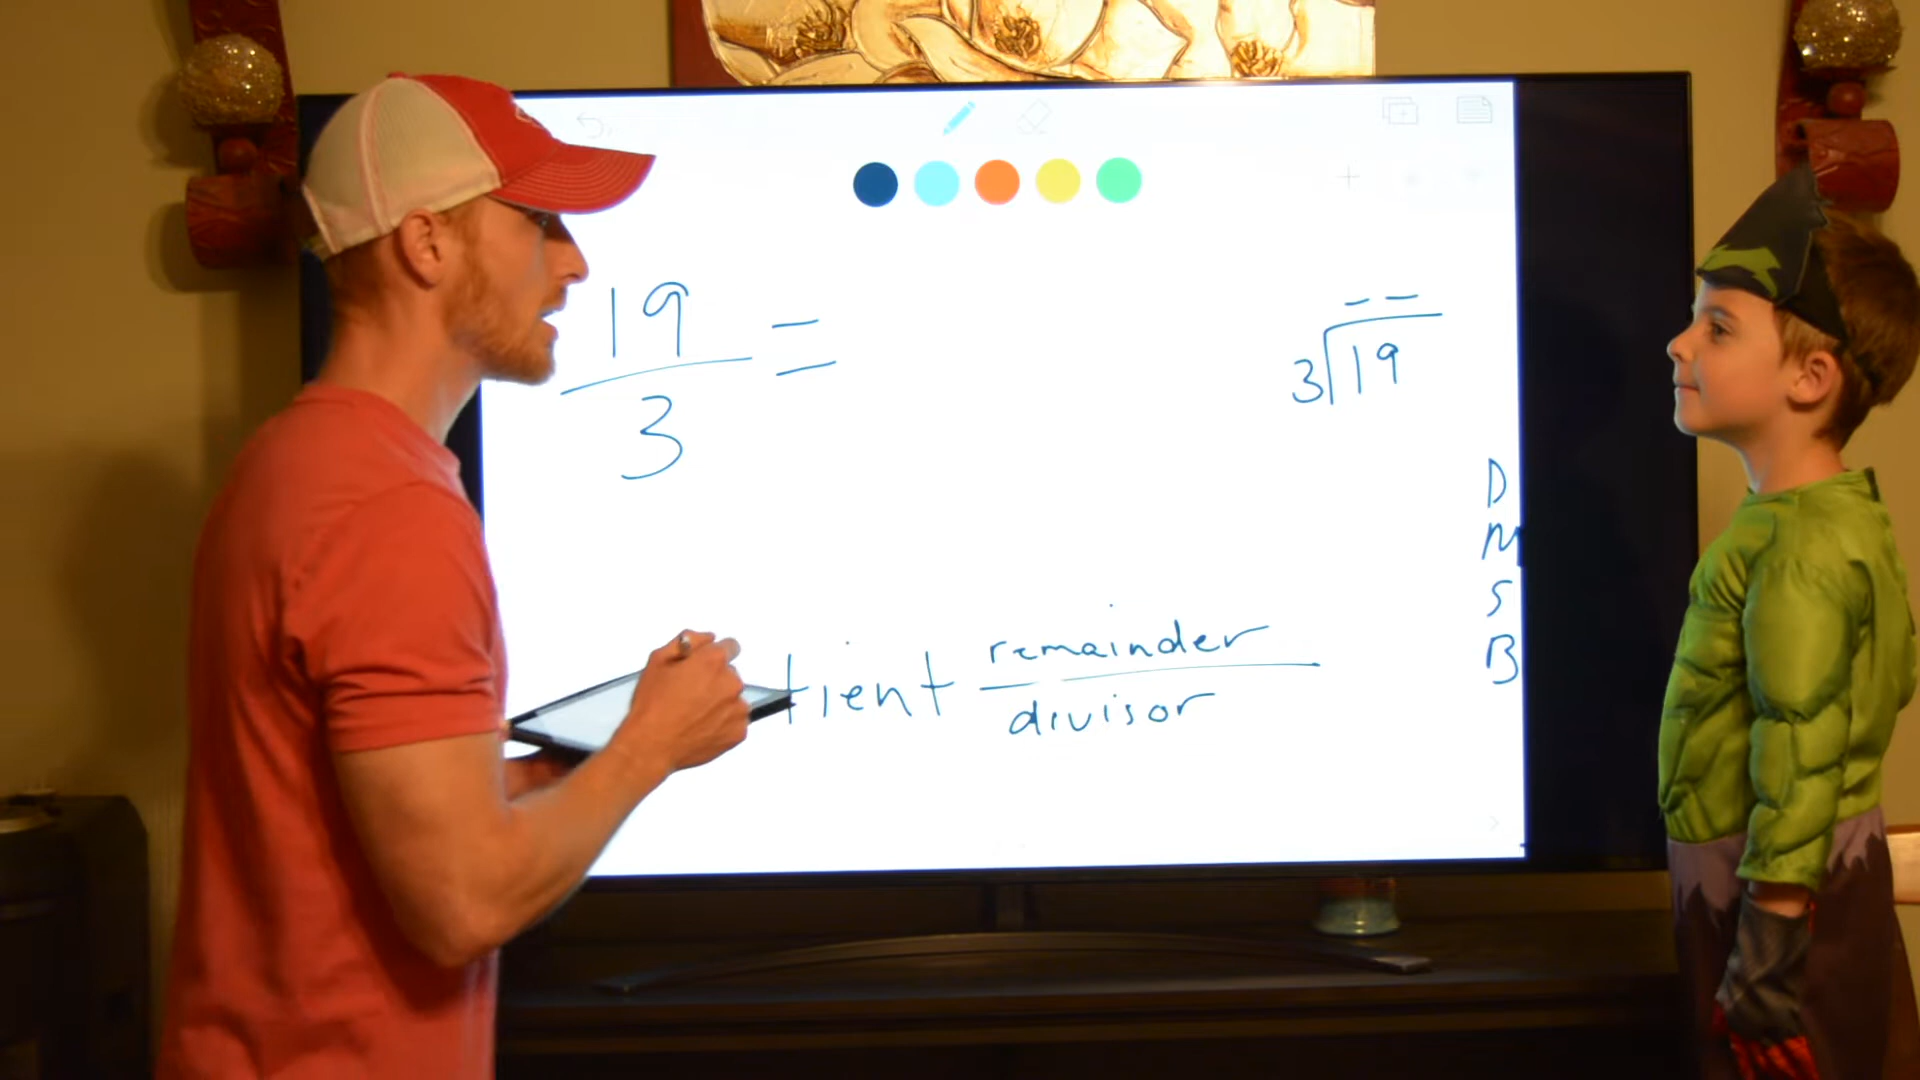 19
3
=
3 19
D
M
S
B
tient
remainder
divisor